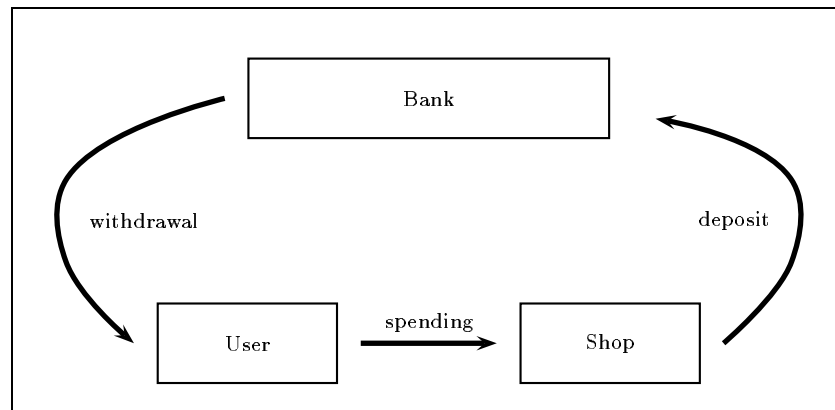 Bank
withdrawal
deposit
spending
User
Shop